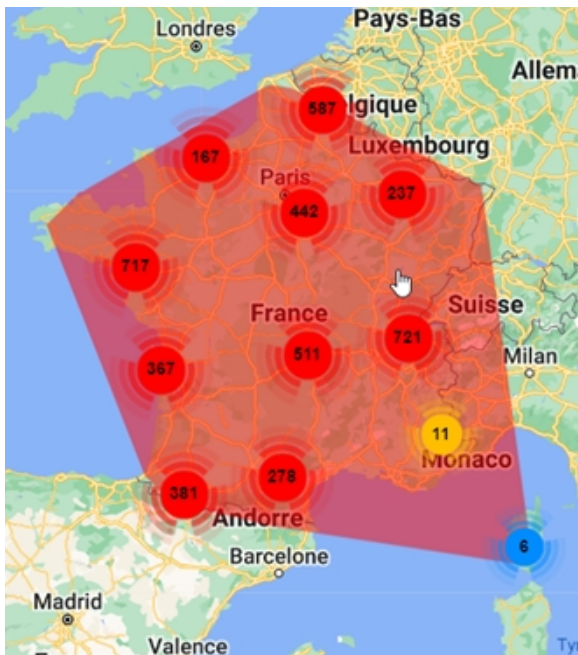 Pays-Bas
Londres
Allem
587
lgique
167
Luxembourg
Paris
237
442
717
France
Suisse
721
511
367
Milan
11
Monaco
278
381
Andorre
6
Barcelone
Madrid
Valence
Ty